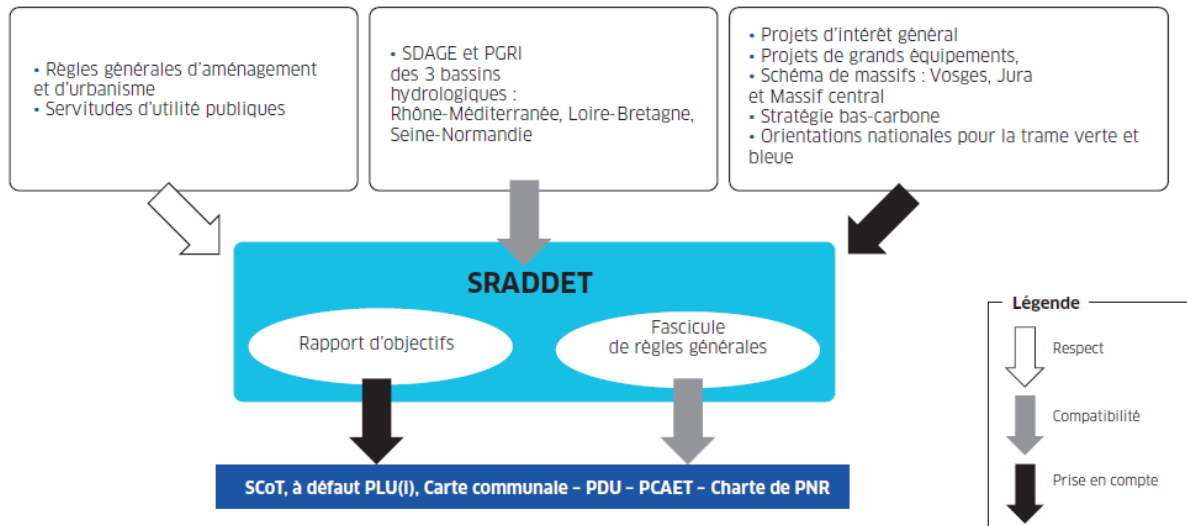 • Règles générales d'aménagement
et d'urbanisme
• Servitudes d'utilité publiques
• SDAGE et PGRI
des 3 bassins
hydrologiques :
Rhône-Méditerranée, Loire-Bretagne,
Seine-Normandie
• Projets d'intérêt général
• Projets de grands équipements,
• Schéma de massifs : Vosges, Jura
et Massif central
• Stratégie bas-carbone
• Orientations nationales pour la trame verte et
bleue
SRADDET
Rapport d'objectifs
Fascicule
de règles générales
SCoT, à défaut PLU(I), Carte communale – PDU – PCAET – Charte de PNR
Légende
Respect
Compatibilité
Prise en compte